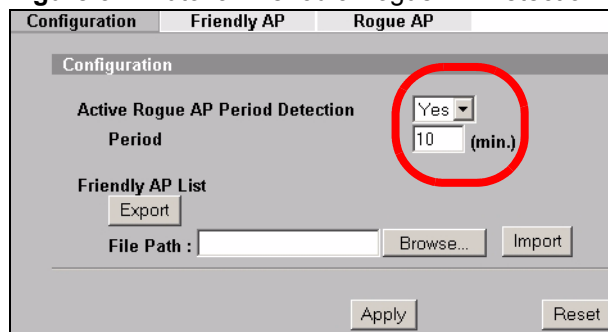 Configuration Friendly AP Rogue AP
Configuration
Active Rogue AP Period Detection Yes
Period 10 (min.)
Friendly AP List
Export
File Path : Browse... Import
Apply Reset